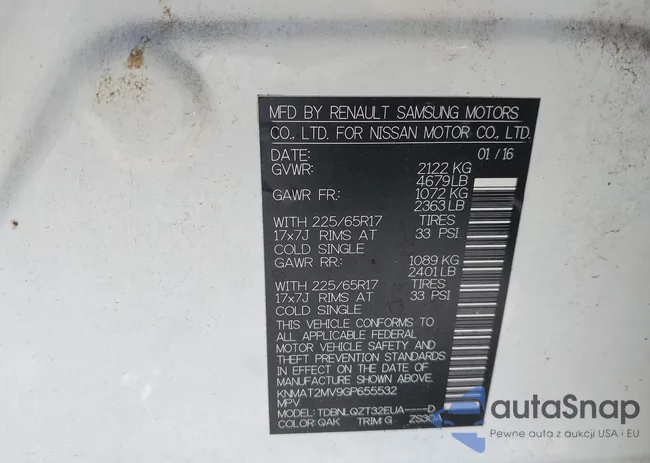 MFD BY RENAULT SAMSUNG MOTORS
CO., LTD. FOR NISSAN MOTOR CO., LTD.
DATE: 01 / 16
GVWR: 2122 KG
4679LB
GAWR FR: 1072 KG
2363 LB
WITH 225/65R17 TIRES
17x7J RIMS AT 33 PSI
COLD SINGLE
GAWR RR: 1089 KG
2401 LB
WITH 225/65R17 TIRES
17x7J RIMS AT 33 PSI
COLD SINGLE
THIS VEHICLE CONFORMS TO
ALL APPLICABLE FEDERAL
MOTOR VEHICLE SAFETY AND
THEFT PREVENTION STANDARDS
IN EFFECT ON THE DATE OF
MANUFACTURE SHOWN ABOVE.
KNMAT2MV9GP655532
MPV
MODEL: TDBNLQZT32EUA----D
COLOR: QAK TRIM: G
autoSnap
Pewne auta z aukcji USA i EU